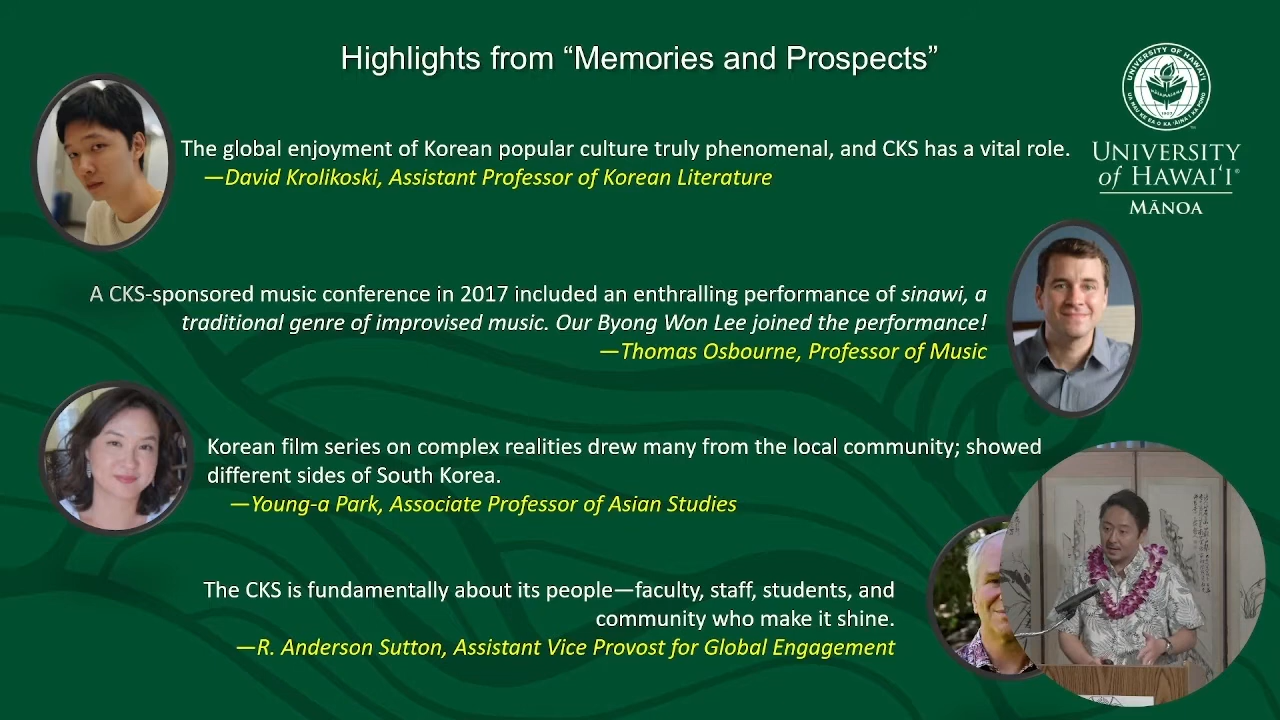 Highlights from “Memories and Prospects”
UNIVERSITY OF HAWAI‘I
UNIVERSITY
of HAWAI‘I®
MĀNOA
The global enjoyment of Korean popular culture truly phenomenal, and CKS has a vital role.
—David Krolikoski, Assistant Professor of Korean Literature
A CKS-sponsored music conference in 2017 included an enthralling performance of sinawi, a
traditional genre of improvised music. Our Byong Won Lee joined the performance!
—Thomas Osbourne, Professor of Music
Korean film series on complex realities drew many from the local community; showed
different sides of South Korea.
—Young-a Park, Associate Professor of Asian Studies
The CKS is fundamentally about its people—faculty, staff, students, and
community who make it shine.
—R. Anderson Sutton, Assistant Vice Provost for Global Engagement